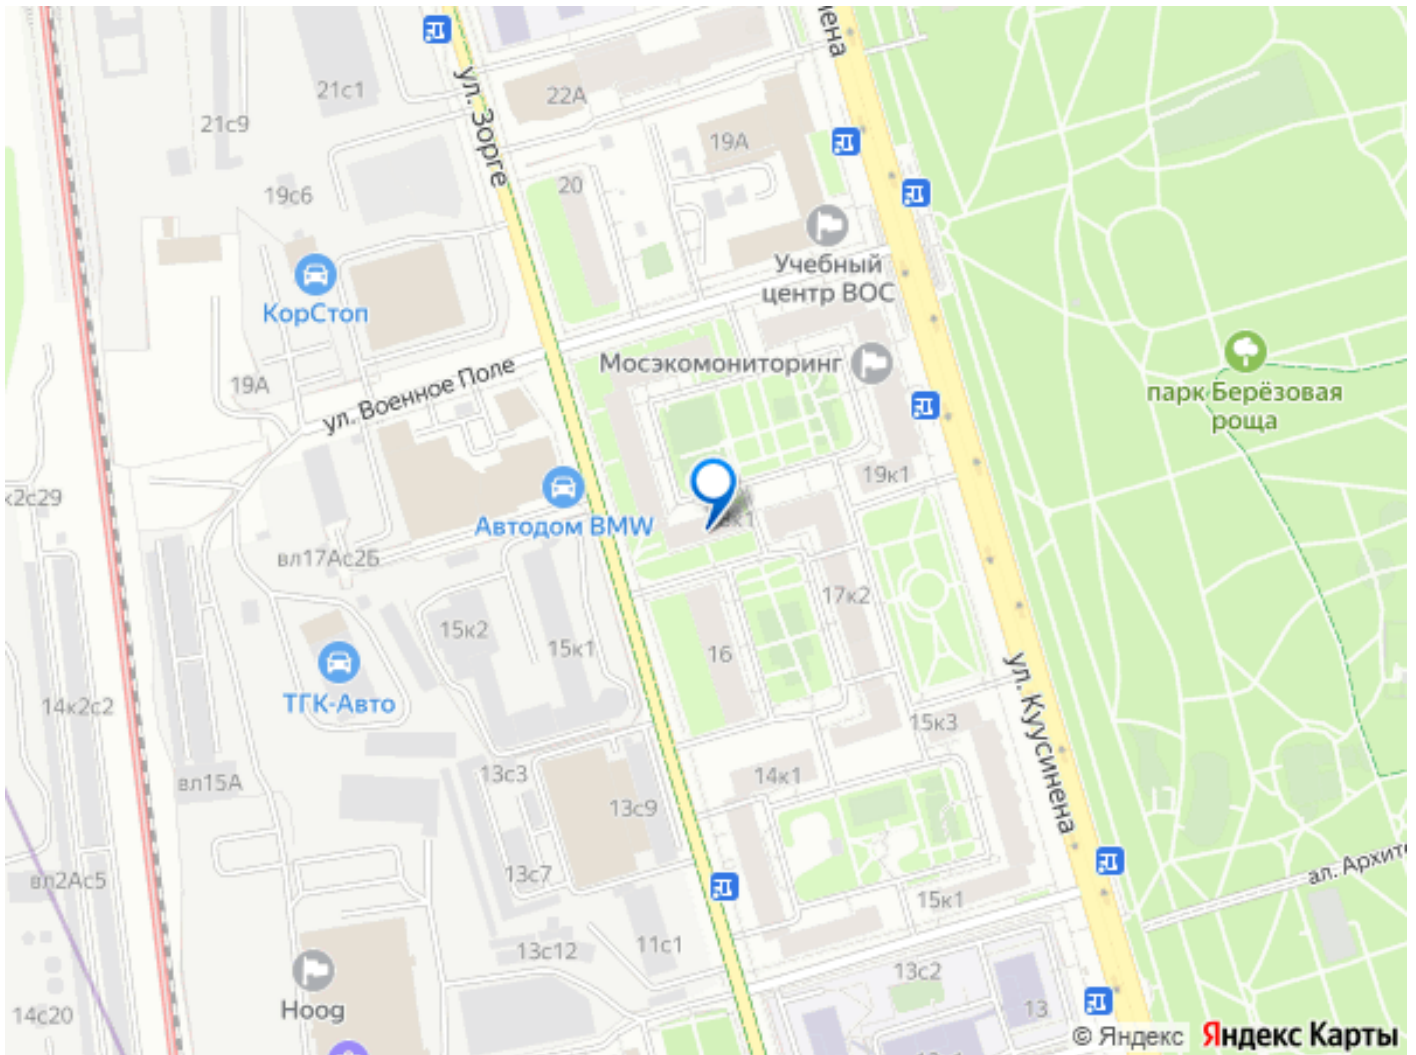 ул. Зорге
21с1
21с9
22А
19А
20
19с6
КорСтоп
Учебный
центр ВОС
Мосэкомониторинг
парк Берёзовая
роща
19А
ул. Военное Поле
19к1
Автодом BMW
вл17Ас2Б
17к2
15к2
15к1
16
ТГК-Авто
14к2с2
15к3
ул. Куусинена
вл15А
13с3
14к1
13с9
13с7
вл2Ас5
15к1
13с12
11с1
13с2
Hoog
14с20
13
© Яндекс
Яндекс Карты